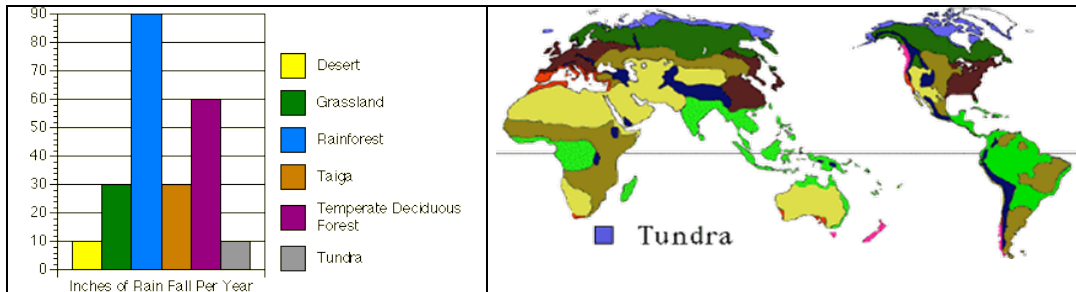 90
80
70
60
50
40
30
20
10
0
Inches of Rain Fall Per Year
Desert
Grassland
Rainforest
Taiga
Temperate Deciduous
Forest
Tundra
Tundra